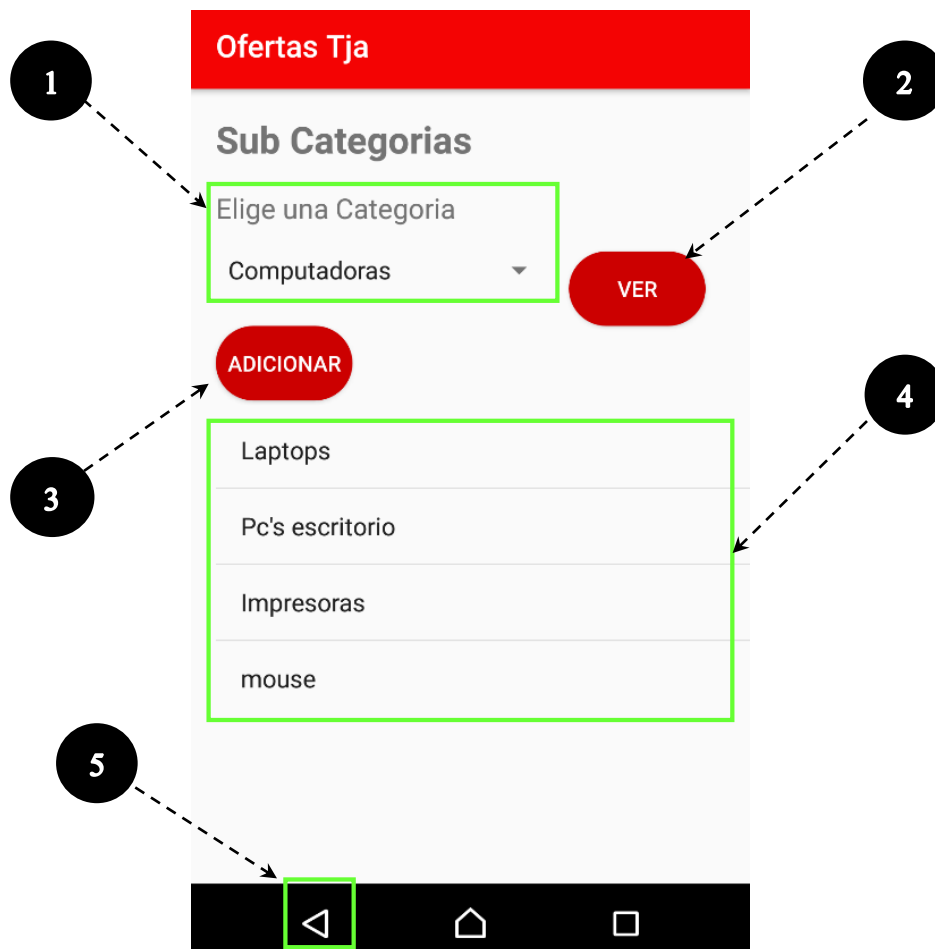 Ofertas Tja
1
2
Sub Categorias
Elige una Categoria
Computadoras
VER
ADICIONAR
3
4
Laptops
Pc's escritorio
Impresoras
mouse
5